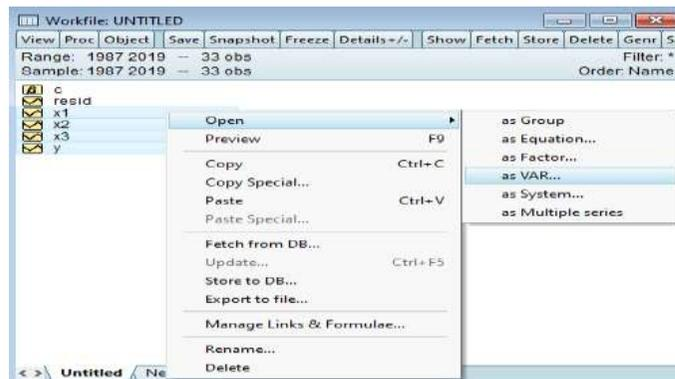 Workfile: UNTITLED
View Proc Object Save Snapshot Freeze Details+/- Show Fetch Store Delete Genr S
Range: 1987 2019 — 33 obs Filter: *
Sample: 1987 2019 — 33 obs Order: Name
c
resid
x1
x2
x3
y
Open
Preview F9
Copy Ctrl+C
Copy Special...
Paste Ctrl+V
Paste Special...
Fetch from DB...
Update... Ctrl+F5
Store to DB...
Export to file...
Manage Links & Formulae...
Rename...
Delete
as Group
as Equation...
as Factor...
as VAR...
as System...
as Multiple series
< > Untitled Ne